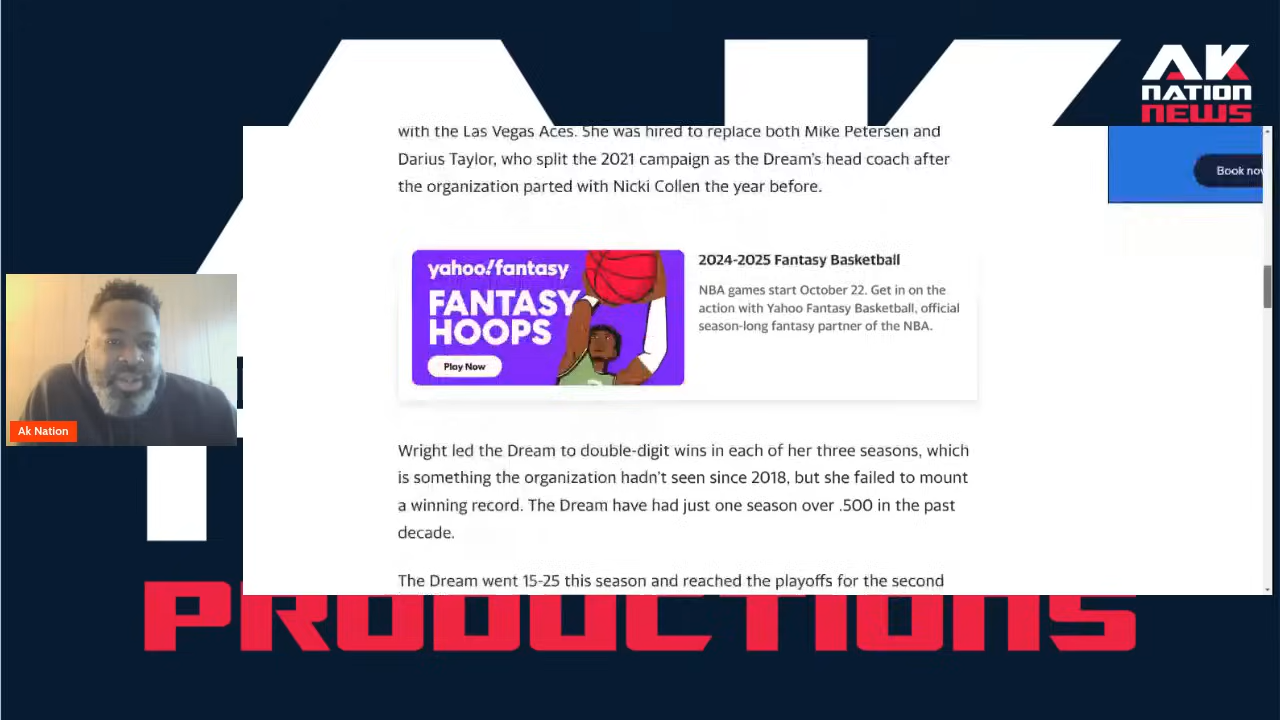 AK
NATION
NEWS
with the Las Vegas Aces. She was hired to replace both Mike Petersen and
Darius Taylor, who split the 2021 campaign as the Dream's head coach after
the organization parted with Nicki Collen the year before.
Book now
yahoo!fantasy
FANTASY
HOOPS
Play Now
2024-2025 Fantasy Basketball
NBA games start October 22. Get in on the
action with Yahoo Fantasy Basketball, official
season-long fantasy partner of the NBA.
Ak Nation
Wright led the Dream to double-digit wins in each of her three seasons, which
is something the organization hadn't seen since 2018, but she failed to mount
a winning record. The Dream have had just one season over .500 in the past
decade.
The Dream went 15-25 this season and reached the playoffs for the second
PRODUCTIONS